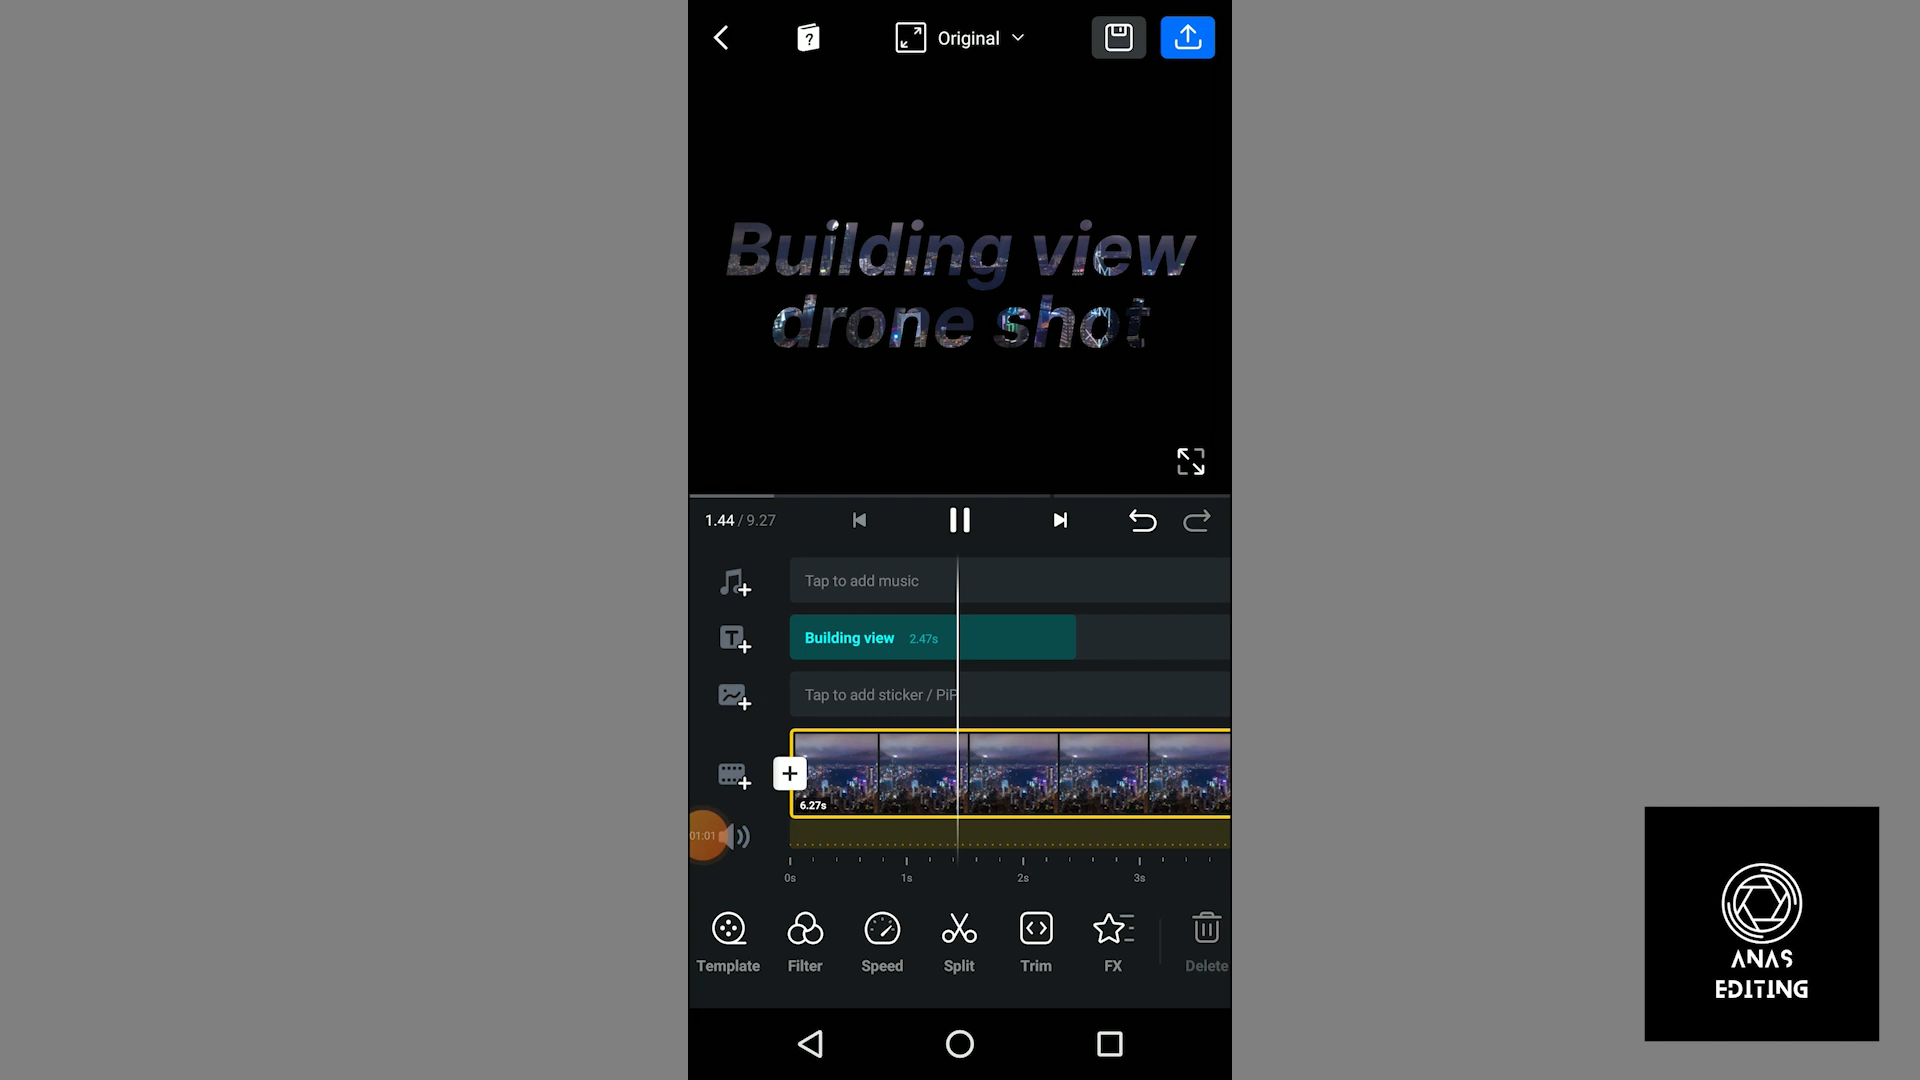 ?
Original
Building view
drone shot
1.44 / 9.27
Tap to add music
T
Building view 2.47s
Tap to add sticker / PiP
6.27s
01:01
0s 1s 2s 3s
Template Filter Speed Split Trim FX Delete
ANAS
EDITING